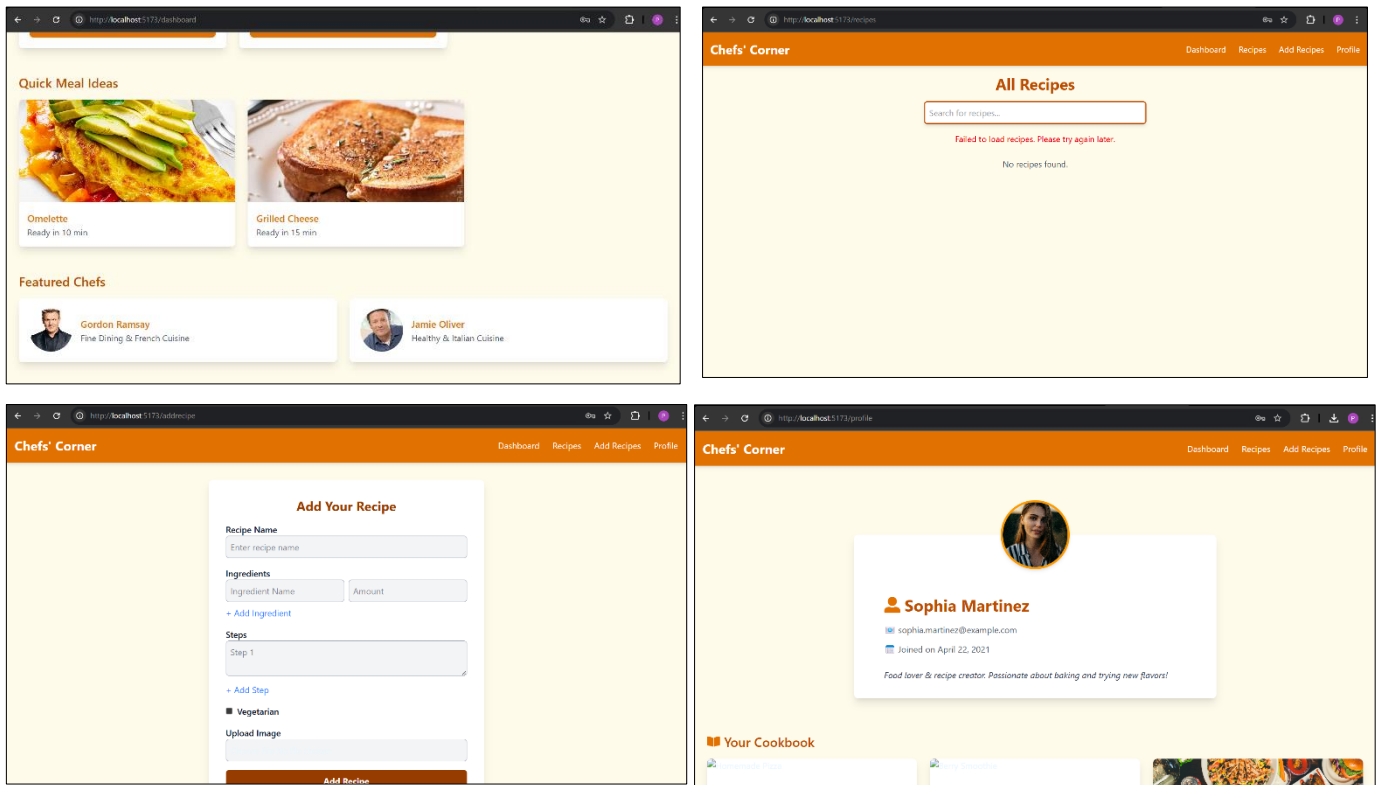 http://localhost:5173/dashboard
Quick Meal Ideas
Omelette
Ready in 10 min
Grilled Cheese
Ready in 15 min
Featured Chefs
Gordon Ramsay
Fine Dining & French Cuisine
Jamie Oliver
Healthy & Italian Cuisine
http://localhost:5173/recipes
Chefs' Corner
Dashboard Recipes Add Recipes Profile
All Recipes
Search for recipes...
Failed to load recipes. Please try again later.
No recipes found.
http://localhost:5173/addrecipe
Chefs' Corner
Dashboard Recipes Add Recipes Profile
Add Your Recipe
Recipe Name
Enter recipe name
Ingredients
Ingredient Name Amount
+ Add Ingredient
Steps
Step 1
+ Add Step
Vegetarian
Upload Image
Add Recipe
http://localhost:5173/profile
Chefs' Corner
Dashboard Recipes Add Recipes Profile
Sophia Martinez
sophia.martinez@example.com
Joined on April 22, 2021
Food lover & recipe creator. Passionate about baking and trying new flavors!
Your Cookbook